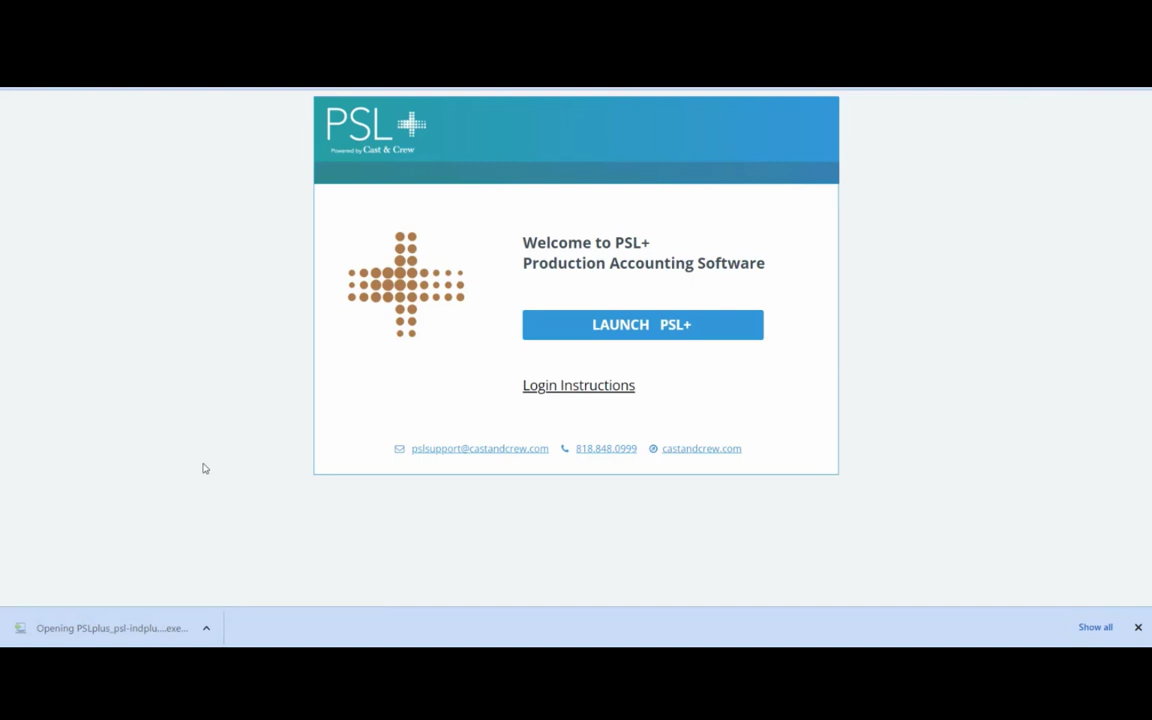 PSL+
Powered by Cast & Crew
Welcome to PSL+
Production Accounting Software
LAUNCH PSL+
Login Instructions
pslsupport@castandcrew.com 818.848.0999 castandcrew.com
Opening PSLplus_psl-indplu....exe... Show all